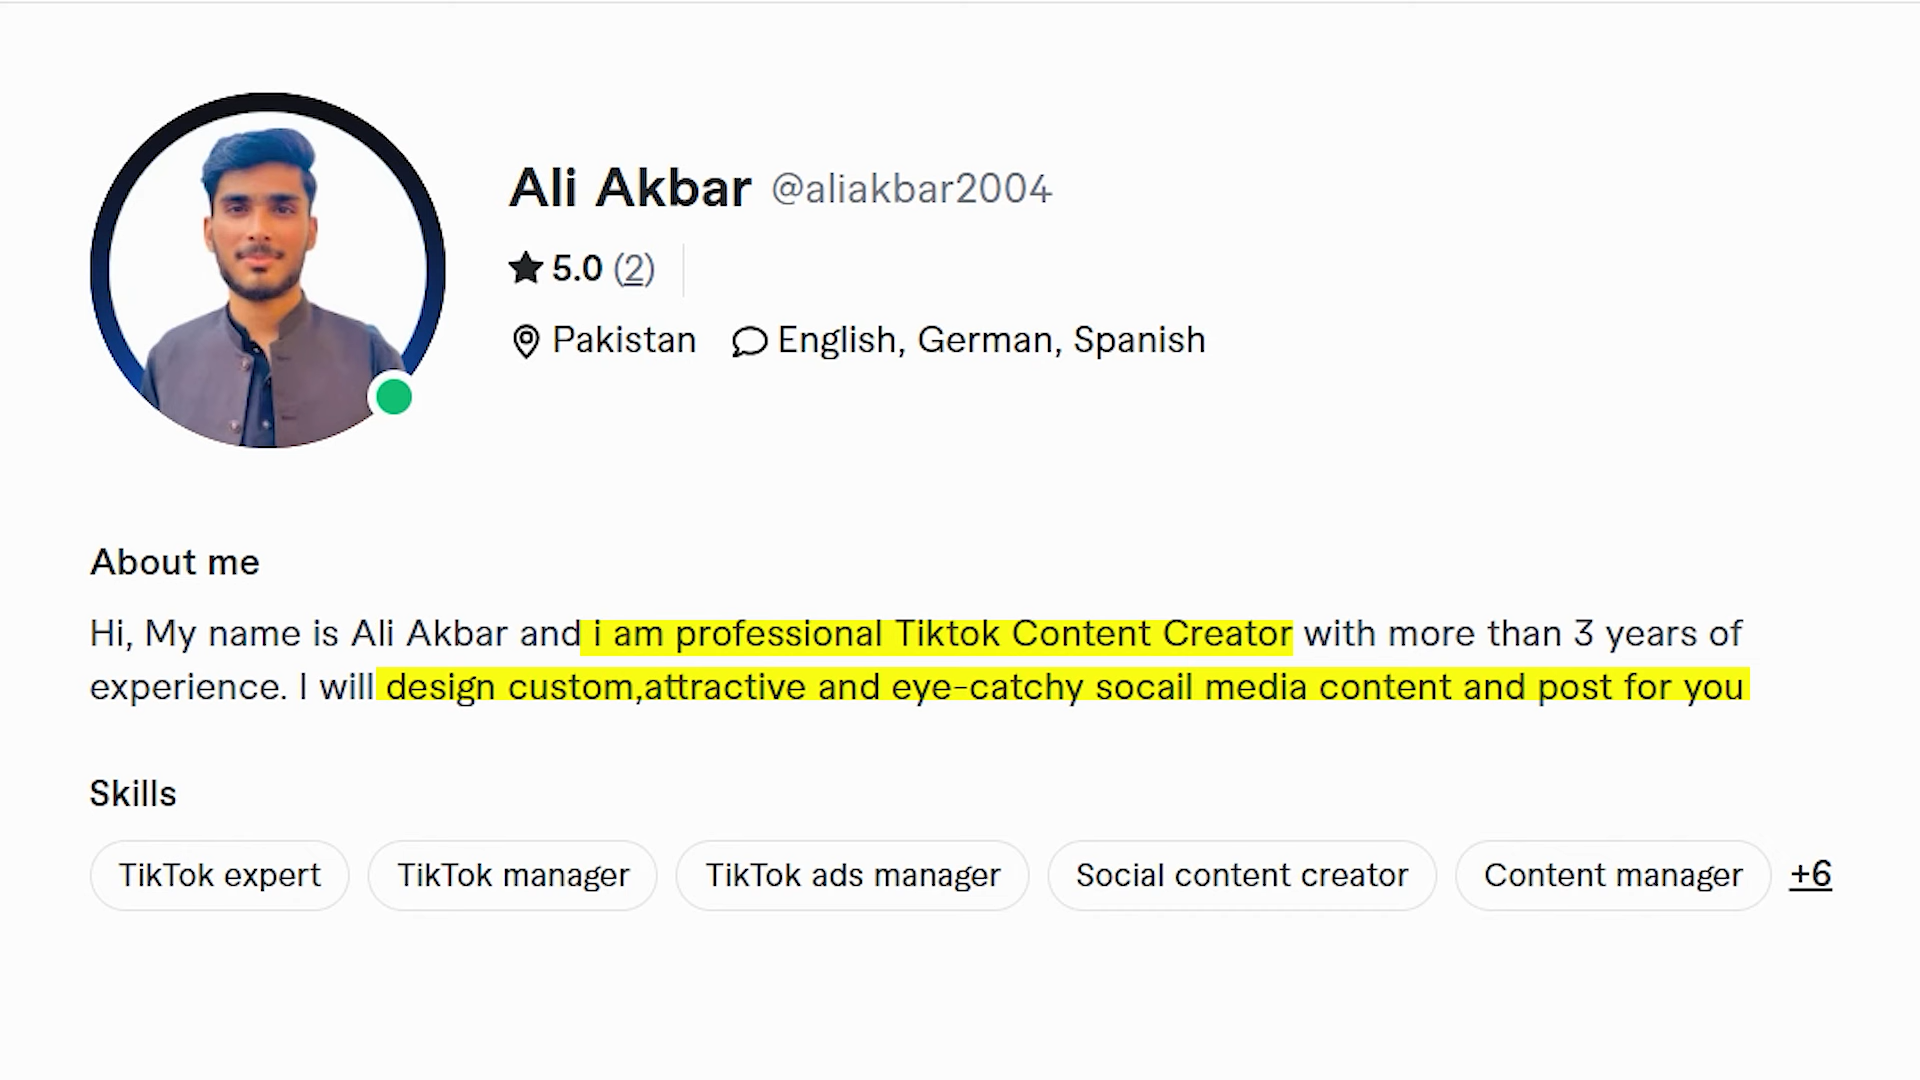 Ali Akbar @aliakbar2004
5.0 (2)
Pakistan English, German, Spanish
About me
Hi, My name is Ali Akbar and i am professional Tiktok Content Creator with more than 3 years of
experience. I will design custom,attractive and eye-catchy socail media content and post for you
Skills
TikTok expert TikTok manager TikTok ads manager Social content creator Content manager +6